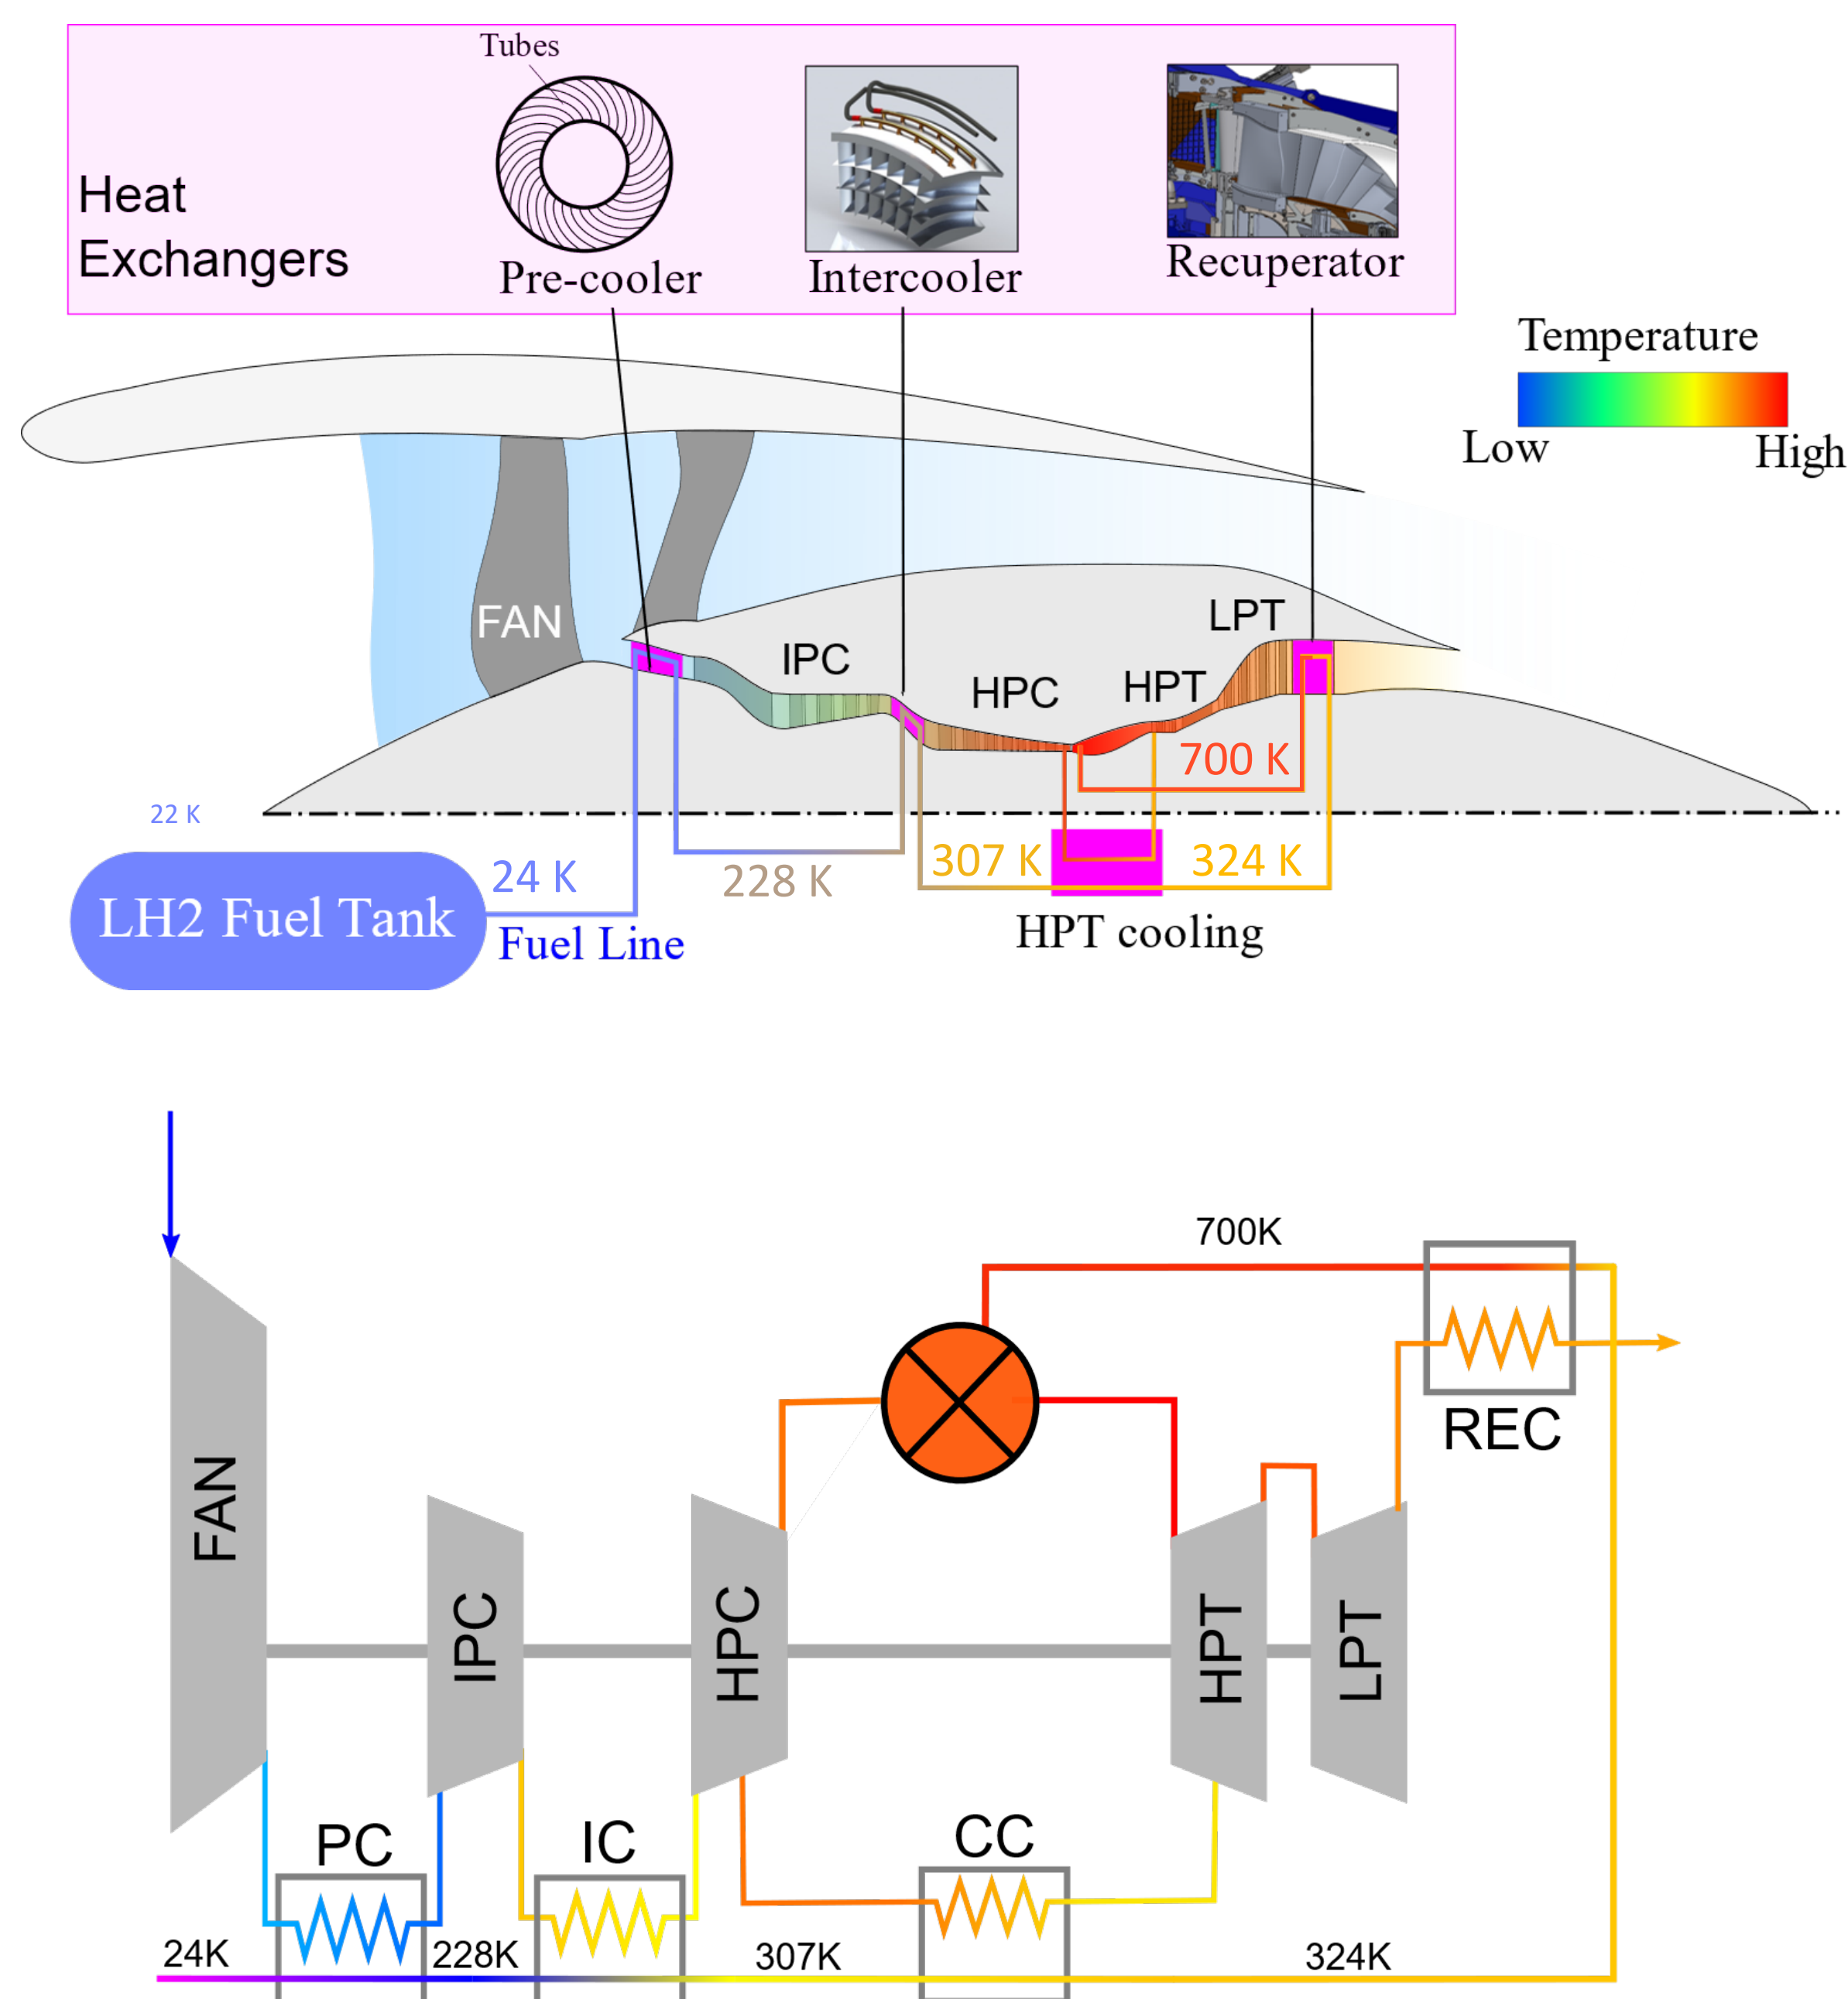 Tubes
Heat
Exchangers
Pre-cooler
Intercooler
Recuperator
Temperature
Low
High
FAN
IPC
HPC
HPT
LPT
700 K
22 K
24 K
228 K
307 K
324 K
LH2 Fuel Tank
Fuel Line
HPT cooling
700K
REC
FAN
IPC
HPC
HPT
LPT
PC
IC
CC
24K
228K
307K
324K